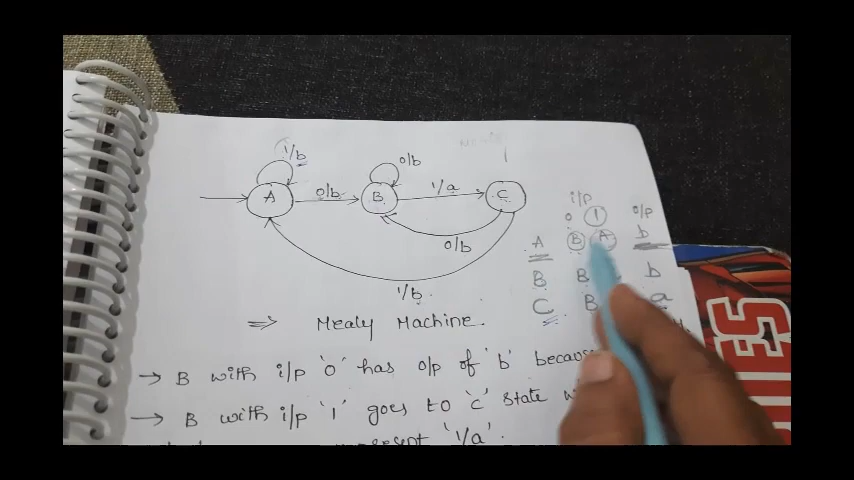 1/b
0/b
A
0/b
B
1/a
C
0/b
1/b
i/p
0 1 o/p
A B A b
B B b
C B a
⇒ Mealy Machine.
→ B with i/p '0' has o/p of 'b' because
→ B with i/p '1' goes to 'C' state
'1/a'.